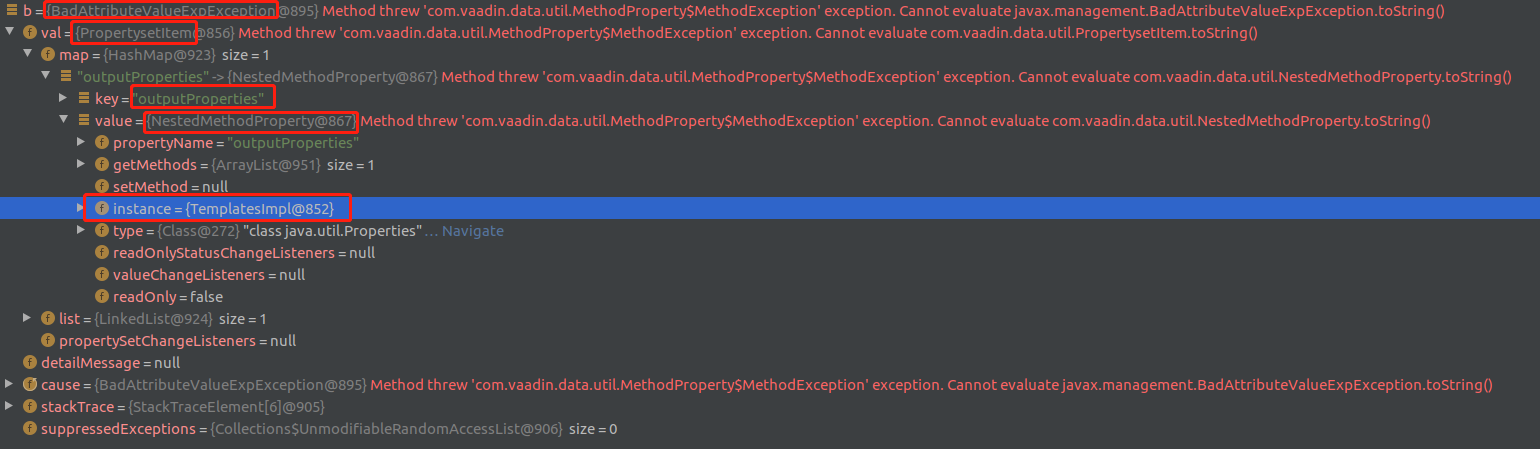 b = {BadAttributeValueExpException@895} Method threw 'com.vaadin.data.util.MethodProperty$MethodException' exception. Cannot evaluate javax.management.BadAttributeValueExpException.toString()
val = {PropertysetItem@856} Method threw 'com.vaadin.data.util.MethodProperty$MethodException' exception. Cannot evaluate com.vaadin.data.util.PropertysetItem.toString()
map = {HashMap@923} size = 1
"outputProperties" -> {NestedMethodProperty@867} Method threw 'com.vaadin.data.util.MethodProperty$MethodException' exception. Cannot evaluate com.vaadin.data.util.NestedMethodProperty.toString()
key = "outputProperties"
value = {NestedMethodProperty@867} Method threw 'com.vaadin.data.util.MethodProperty$MethodException' exception. Cannot evaluate com.vaadin.data.util.NestedMethodProperty.toString()
propertyName = "outputProperties"
getMethods = {ArrayList@951} size = 1
setMethod = null
instance = {TemplatesImpl@852}
type = {Class@272} "class java.util.Properties" ... Navigate
readOnlyStatusChangeListeners = null
valueChangeListeners = null
readOnly = false
list = {LinkedList@924} size = 1
propertySetChangeListeners = null
detailMessage = null
cause = {BadAttributeValueExpException@895} Method threw 'com.vaadin.data.util.MethodProperty$MethodException' exception. Cannot evaluate javax.management.BadAttributeValueExpException.toString()
stackTrace = {StackTraceElement[6]@905}
suppressedExceptions = {Collections$UnmodifiableRandomAccessList@906} size = 0